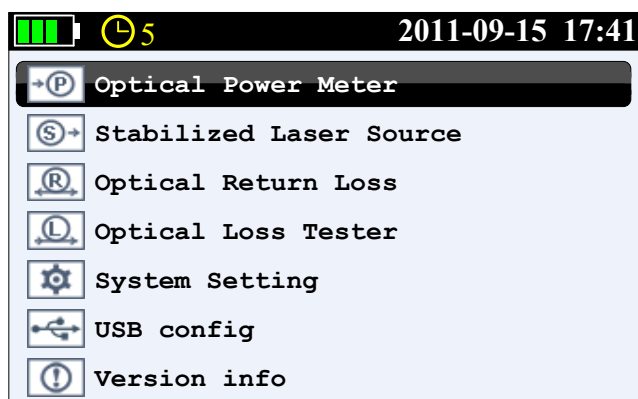 5 2011-09-15 17:41
P Optical Power Meter
S Stabilized Laser Source
R Optical Return Loss
L Optical Loss Tester
System Setting
USB config
Version info